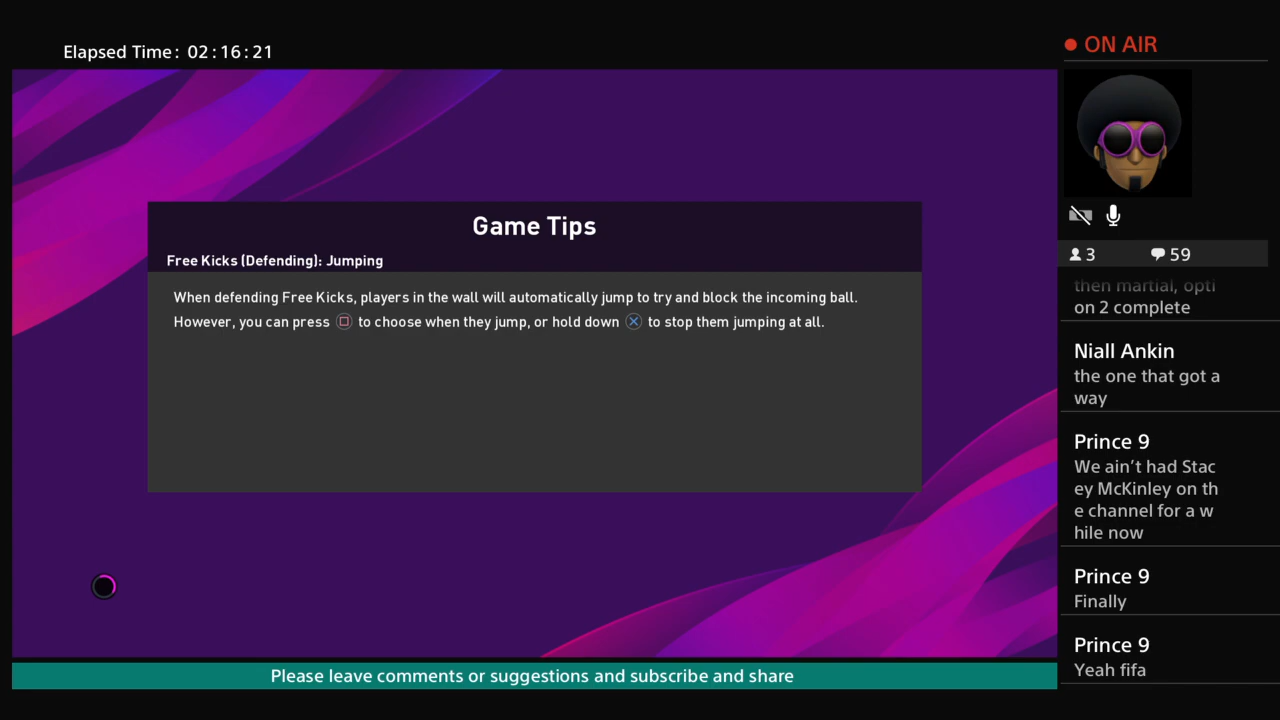 Elapsed Time: 02:16:21
ON AIR
Game Tips
Free Kicks (Defending): Jumping
When defending Free Kicks, players in the wall will automatically jump to try and block the incoming ball.
However, you can press to choose when they jump, or hold down to stop them jumping at all.
Please leave comments or suggestions and subscribe and share
3 59
then martial, opti
on 2 complete
Niall Ankin
the one that got a
way
Prince 9
We ain't had Stac
ey McKinley on th
e channel for a w
hile now
Prince 9
Finally
Prince 9
Yeah fifa